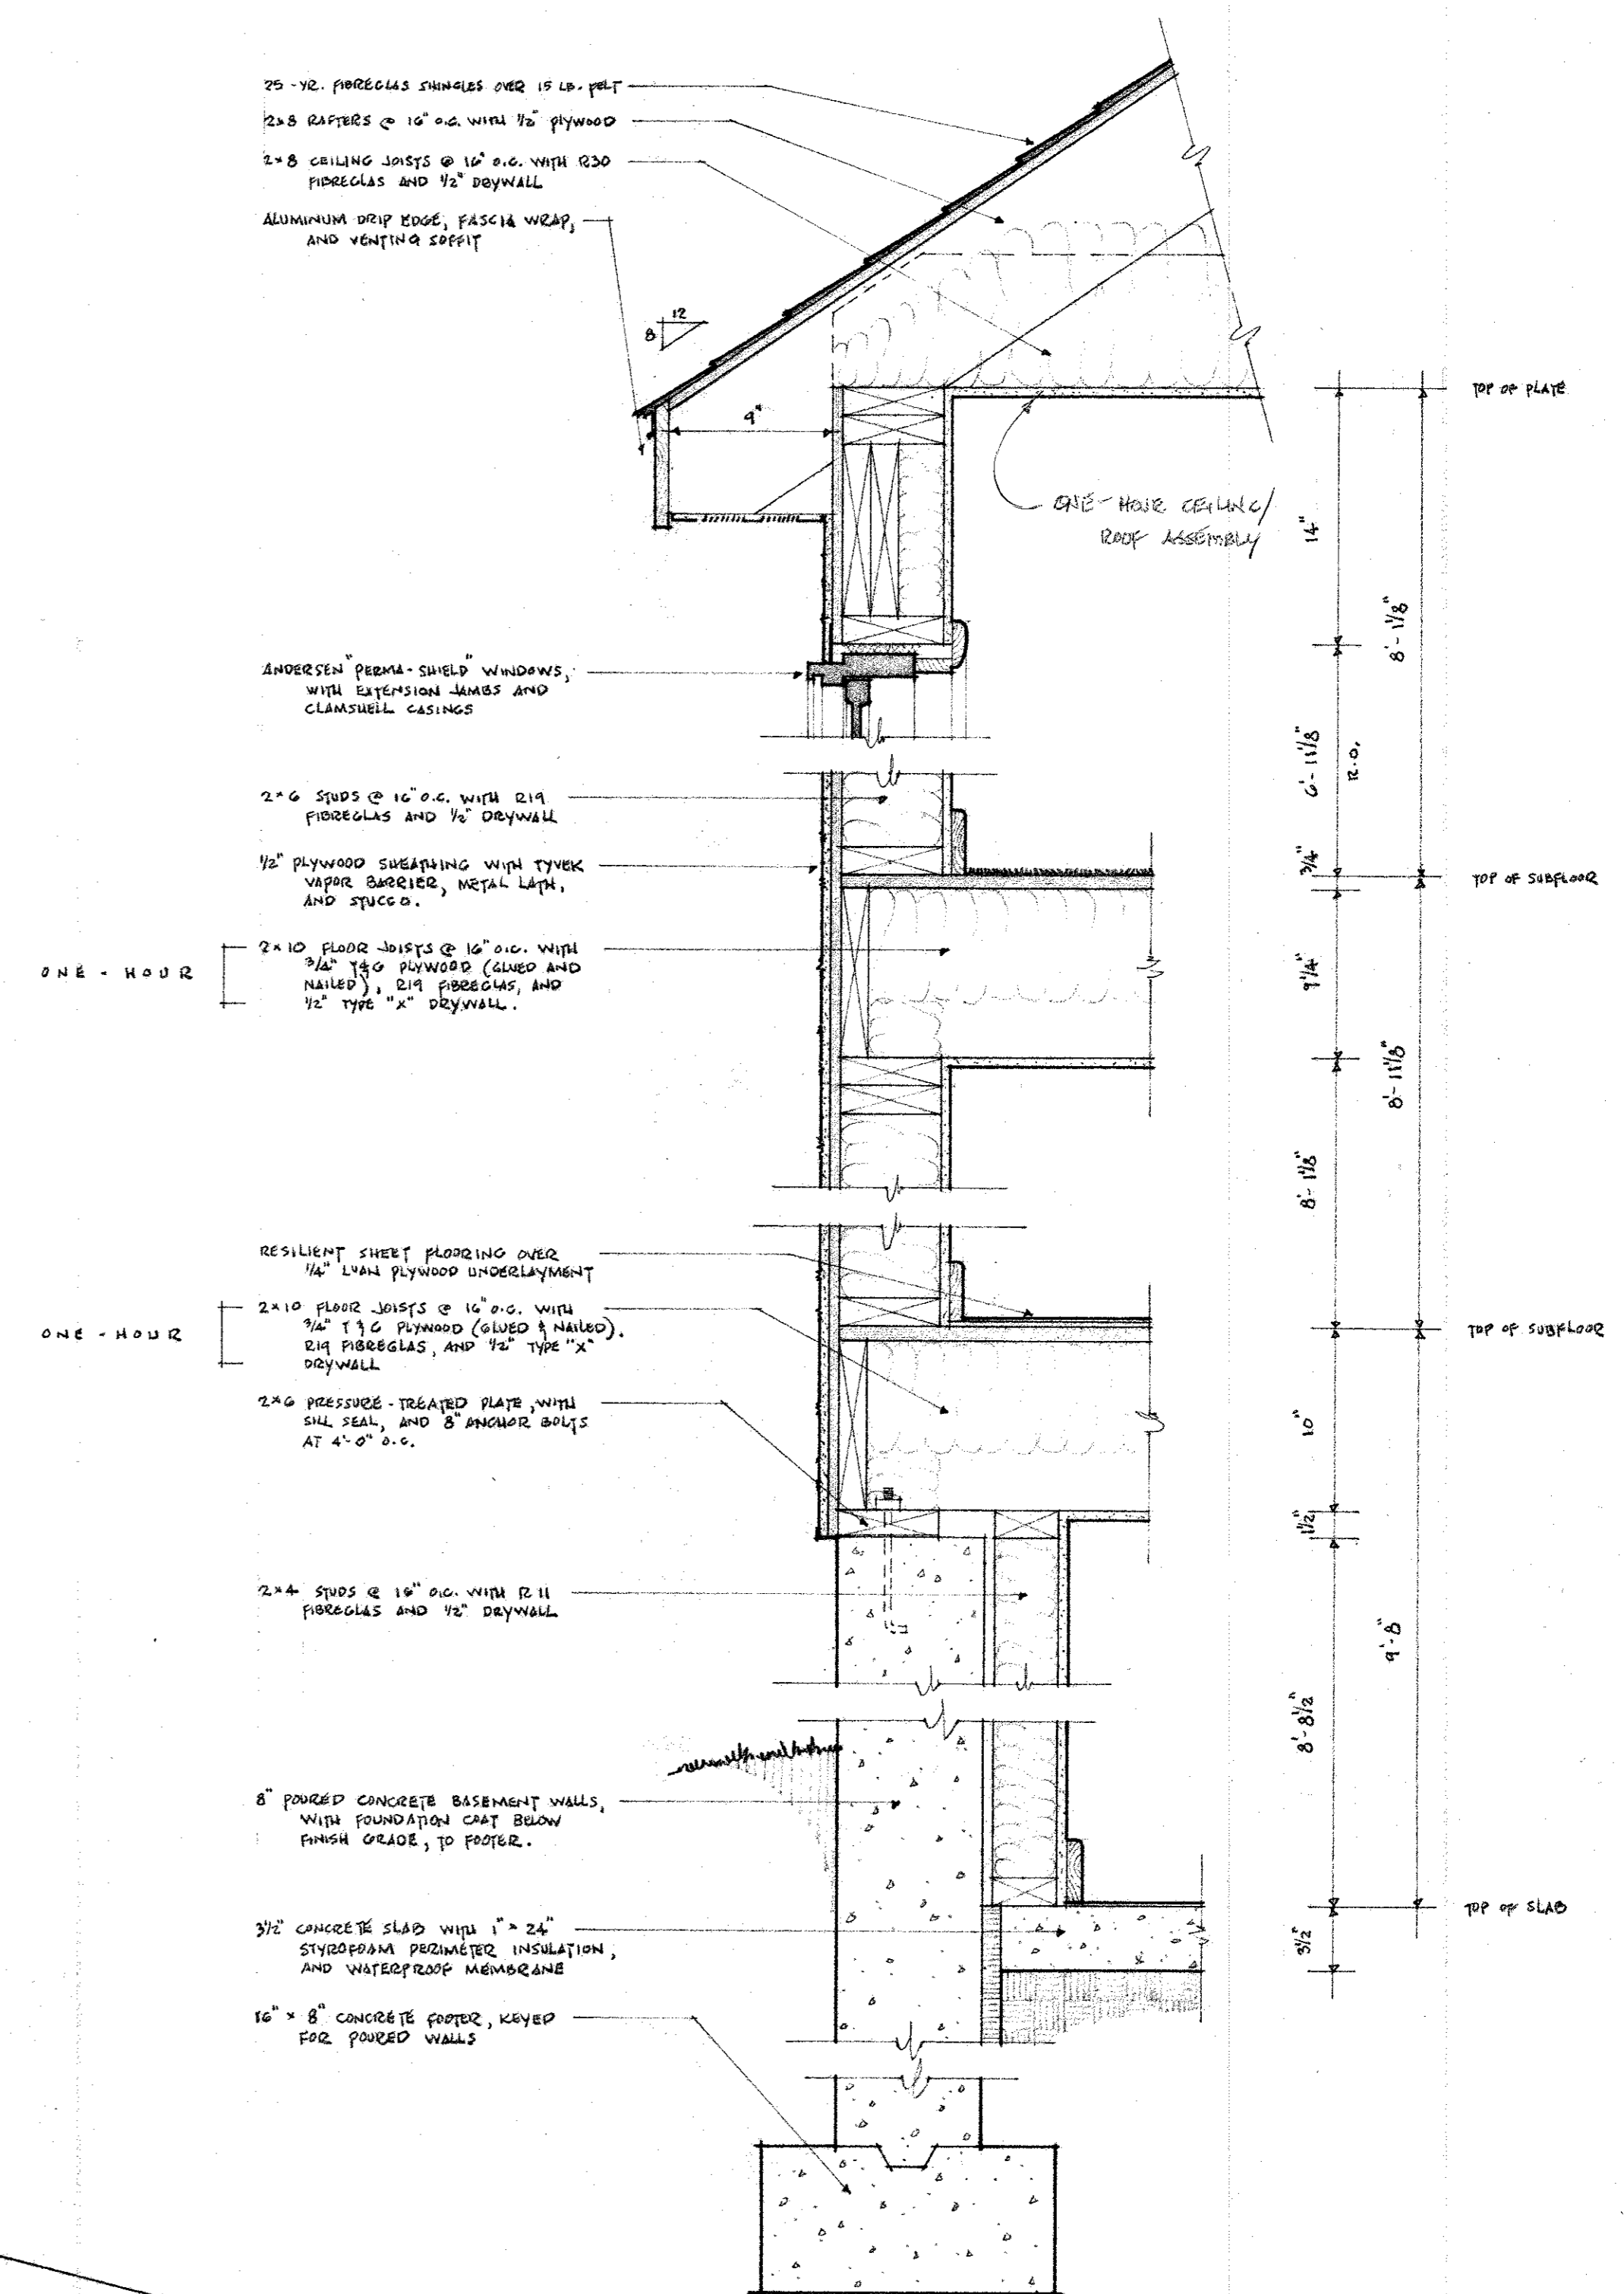 25-YR. FIBREGLAS SHINGLES OVER 15 LB. FELT
2x8 RAFTERS @ 16" O.C. WITH 1/2" PLYWOOD
2x8 CEILING JOISTS @ 16" O.C. WITH R30
FIBREGLAS AND 1/2" DRYWALL
ALUMINUM DRIP EDGE, FASCIA WRAP,
AND VENTING SOFFIT
12
8
9"
TOP OF PLATE
ONE-HOUR CEILING/
ROOF ASSEMBLY
14"
8'-1 1/8"
ANDERSEN "PERMA-SHIELD" WINDOWS,
WITH EXTENSION JAMBS AND
CLAMSHELL CASINGS
6'-11 1/8"
R.O.
2x6 STUDS @ 16" O.C. WITH R19
FIBREGLAS AND 1/2" DRYWALL
1/2" PLYWOOD SHEATHING WITH TYVEK
VAPOR BARRIER, METAL LATH,
AND STUCCO.
3/4"
TOP OF SUBFLOOR
ONE-HOUR
2x10 FLOOR JOISTS @ 16" O.C. WITH
3/4" T&G PLYWOOD (GLUED AND
NAILED), R19 FIBREGLAS, AND
1/2" TYPE "X" DRYWALL.
9 1/4"
8'-11 1/8"
8'-1 1/8"
RESILIENT SHEET FLOORING OVER
1/4" LUAN PLYWOOD UNDERLAYMENT
ONE-HOUR
2x10 FLOOR JOISTS @ 16" O.C. WITH
3/4" T&G PLYWOOD (GLUED & NAILED).
R19 FIBREGLAS, AND 1/2" TYPE "X"
DRYWALL
TOP OF SUBFLOOR
2x6 PRESSURE-TREATED PLATE, WITH
SILL SEAL, AND 8" ANCHOR BOLTS
AT 4'-0" O.C.
10"
1 1/2"
2x4 STUDS @ 16" O.C. WITH R11
FIBREGLAS AND 1/2" DRYWALL
9'-8"
8'-8 1/2"
8" POURED CONCRETE BASEMENT WALLS,
WITH FOUNDATION COAT BELOW
FINISH GRADE, TO FOOTER.
TOP OF SLAB
3 1/2" CONCRETE SLAB WITH 1" x 24"
STYROFOAM PERIMETER INSULATION,
AND WATERPROOF MEMBRANE
3 1/2"
16" x 8" CONCRETE FOOTER, KEYED
FOR POURED WALLS